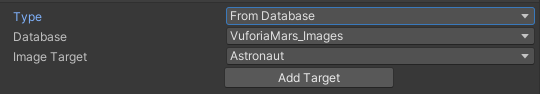 Type From Database
Database VuforiaMars_Images
Image Target Astronaut
Add Target